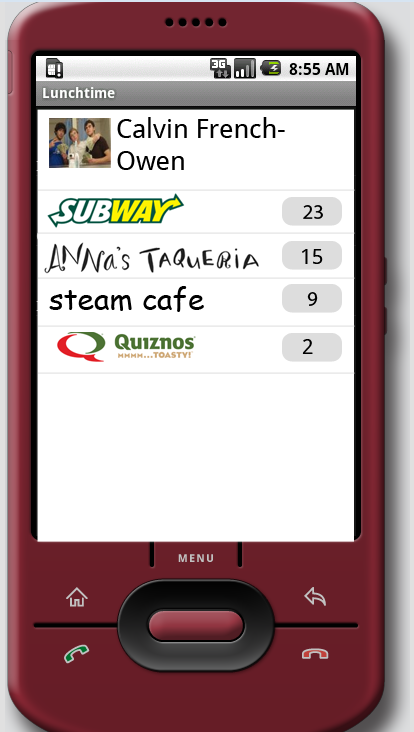 3G 8:55 AM
Lunchtime
Calvin French-
Owen
SUBWAY 23
ANNA's TAQUERIA 15
steam cafe 9
QUIZNOS 2
MMMM...TOASTY!
MENU